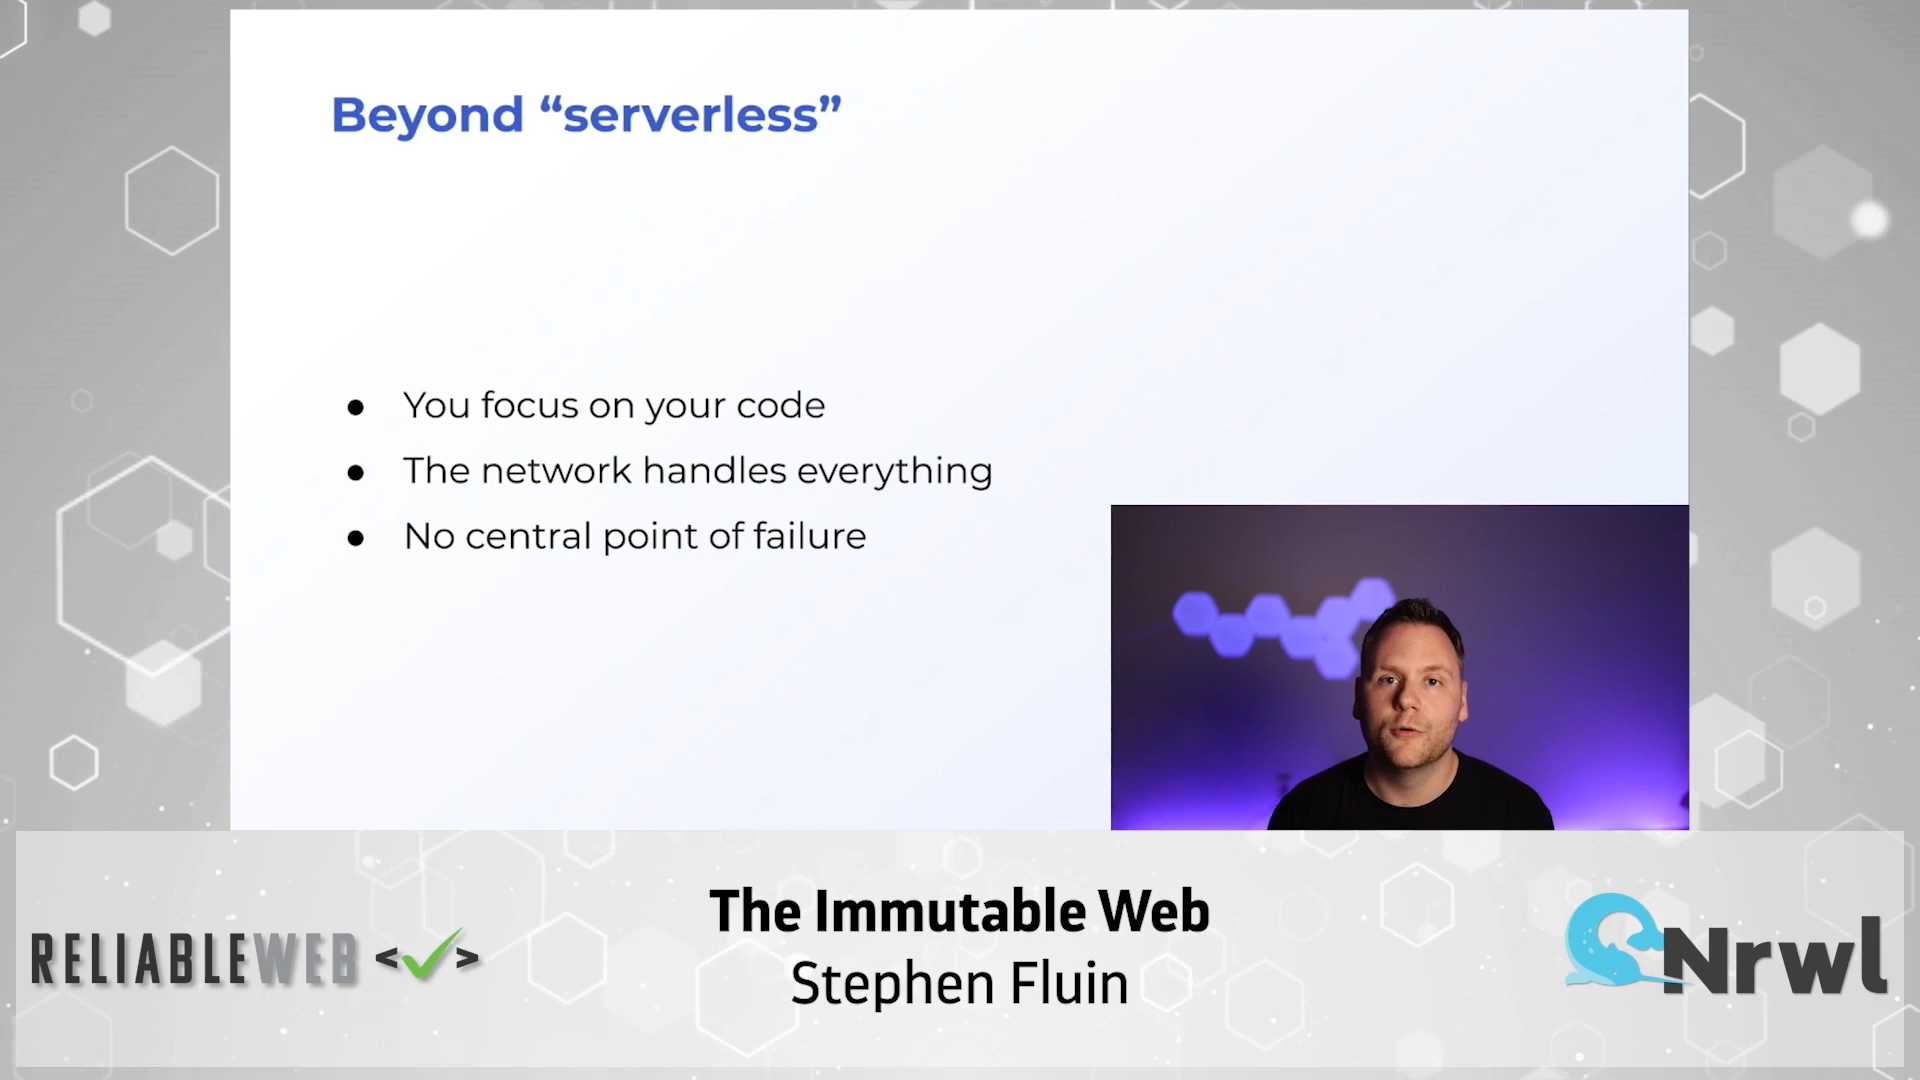 Beyond “serverless”
● You focus on your code
● The network handles everything
● No central point of failure
RELIABLEWEB <✓>
The Immutable Web
Stephen Fluin
Nrwl